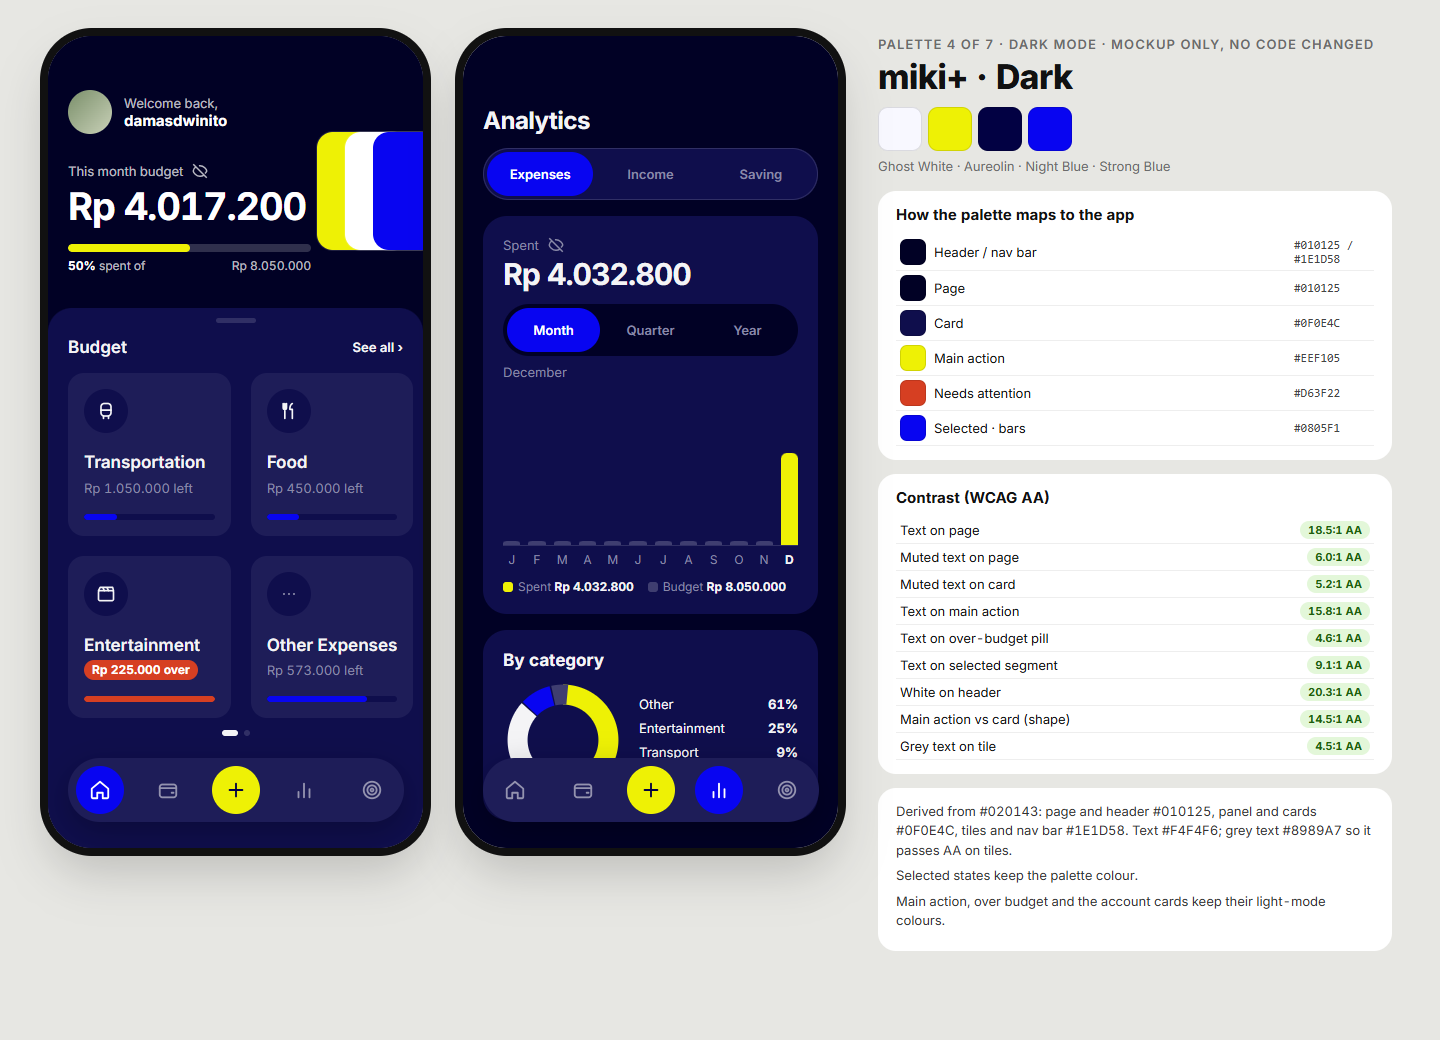 Welcome back,
damasdwinito
This month budget
Rp 4.017.200
50% spent of
Rp 8.050.000
Budget
See all ›
Transportation
Rp 1.050.000 left
Food
Rp 450.000 left
Entertainment
Rp 225.000 over
Other Expenses
Rp 573.000 left
Analytics
Expenses
Income
Saving
Spent
Rp 4.032.800
Month
Quarter
Year
December
J F M A M J J A S O N D
Spent Rp 4.032.800 Budget Rp 8.050.000
By category
Other 61%
Entertainment 25%
Transport 9%
PALETTE 4 OF 7 · DARK MODE · MOCKUP ONLY, NO CODE CHANGED
miki+ · Dark
Ghost White · Aureolin · Night Blue · Strong Blue
How the palette maps to the app
Header / nav bar #010125 /
#1E1D58
Page #010125
Card #0F0E4C
Main action #EEF105
Needs attention #D63F22
Selected · bars #0805F1
Contrast (WCAG AA)
Text on page 18.5:1 AA
Muted text on page 6.0:1 AA
Muted text on card 5.2:1 AA
Text on main action 15.8:1 AA
Text on over-budget pill 4.6:1 AA
Text on selected segment 9.1:1 AA
White on header 20.3:1 AA
Main action vs card (shape) 14.5:1 AA
Grey text on tile 4.5:1 AA
Derived from #020143: page and header #010125, panel and cards
#0F0E4C, tiles and nav bar #1E1D58. Text #F4F4F6; grey text #8989A7 so it
passes AA on tiles.
Selected states keep the palette colour.
Main action, over budget and the account cards keep their light-mode
colours.